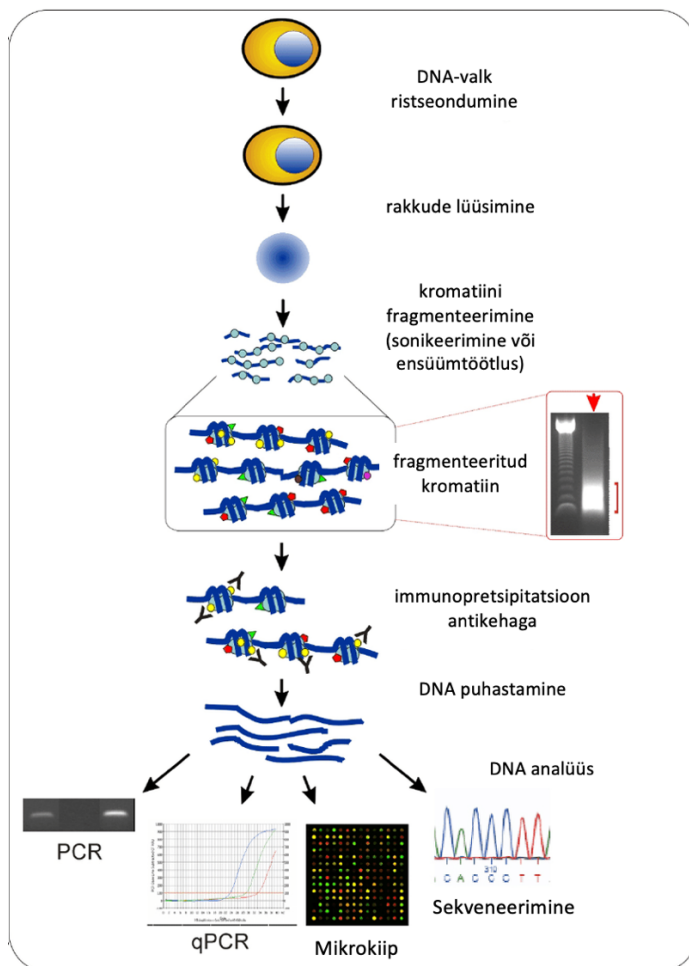 DNA-valk
ristseondumine
rakkude lüüsimine
kromatiini
fragmenteerimine
(sonikeerimine või
ensüümtöötlus)
fragmenteeritud
kromatiin
immunopretsipitatsioon
antikehaga
DNA puhastamine
DNA analüüs
PCR
qPCR
Mikrokiip
310
C A C C C T T
Sekveneerimine